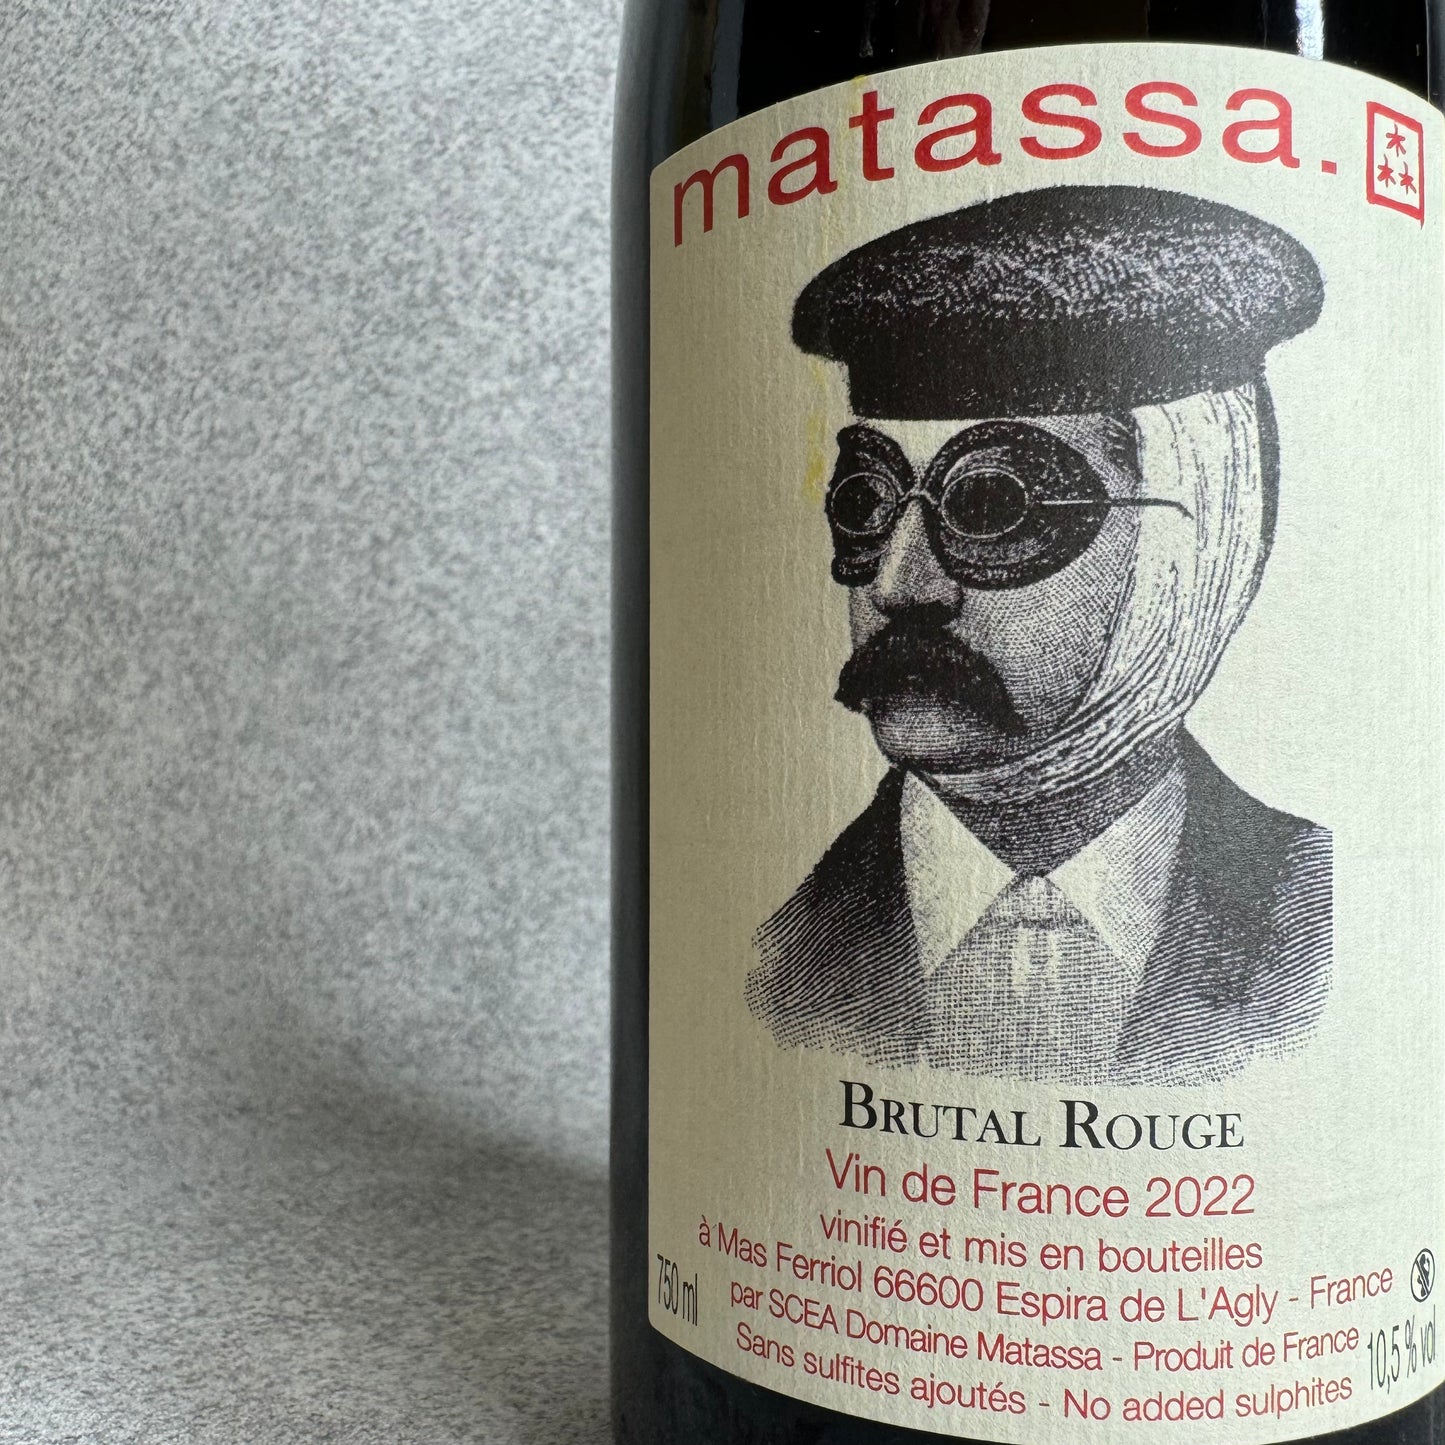 matassa.
BRUTAL ROUGE
Vin de France 2022
vinifié et mis en bouteilles
à Mas Ferriol 66600 Espira de L'Agly - France
par SCEA Domaine Matassa - Produit de France
Sans sulfites ajoutés - No added sulphites
750 ml
10,5 % vol